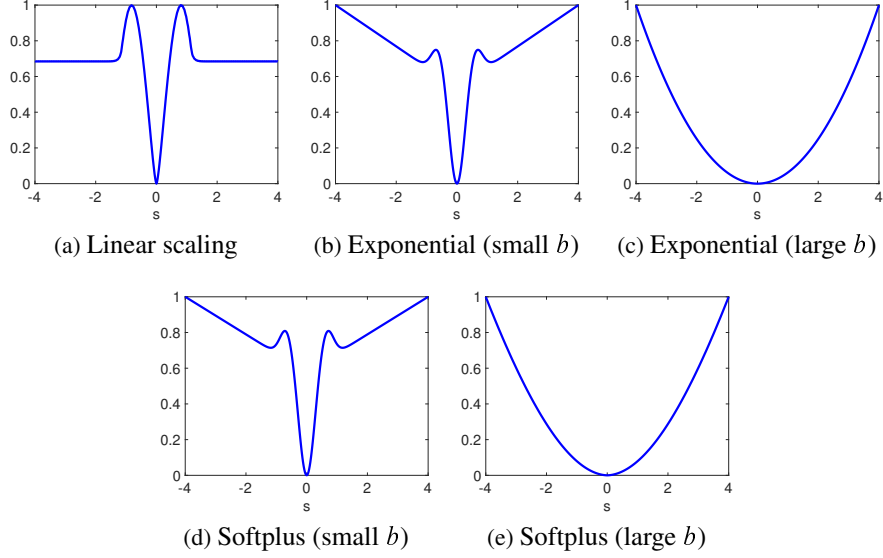 1
0.8
0.6
0.4
0.2
0
-4 -2 0 2 4
s
(a) Linear scaling
1
0.8
0.6
0.4
0.2
0
-4 -2 0 2 4
s
(b) Exponential (small b)
1
0.8
0.6
0.4
0.2
0
-4 -2 0 2 4
s
(c) Exponential (large b)
1
0.8
0.6
0.4
0.2
0
-4 -2 0 2 4
s
(d) Softplus (small b)
1
0.8
0.6
0.4
0.2
0
-4 -2 0 2 4
s
(e) Softplus (large b)